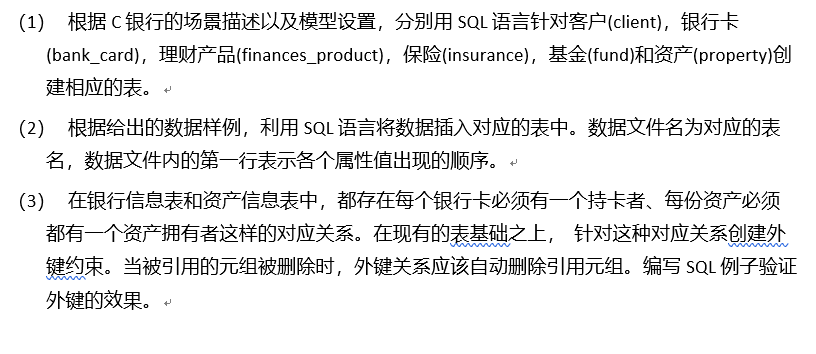 (1) 根据 C 银行的场景描述以及模型设置，分别用 SQL 语言针对客户(client)，银行卡
(bank_card)，理财产品(finances_product)，保险(insurance)，基金(fund)和资产(property)创
建相应的表。
(2) 根据给出的数据样例，利用 SQL 语言将数据插入对应的表中。数据文件名为对应的表
名，数据文件内的第一行表示各个属性值出现的顺序。
(3) 在银行信息表和资产信息表中，都存在每个银行卡必须有一个持卡者、每份资产必须
都有一个资产拥有者这样的对应关系。在现有的表基础之上， 针对这种对应关系创建外
键约束。当被引用的元组被删除时，外键关系应该自动删除引用元组。编写 SQL 例子验证
外键的效果。